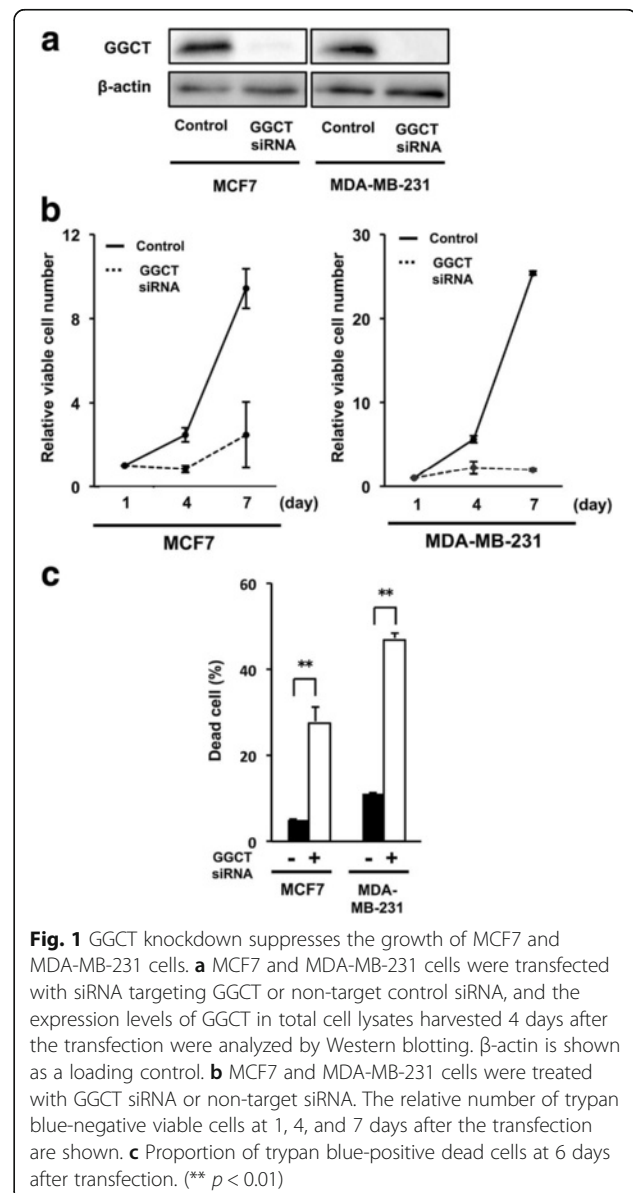 a
GGCT
β-actin
Control GGCT siRNA Control GGCT siRNA
MCF7 MDA-MB-231
b
Relative viable cell number
12
8
4
0
Control
GGCT siRNA
1 4 7 (day)
MCF7
Relative viable cell number
30
20
10
0
Control
GGCT siRNA
1 4 7 (day)
MDA-MB-231
c
Dead cell (%)
60
40
20
0
** **
GGCT siRNA - + - +
MCF7 MDA-MB-231
Fig. 1 GGCT knockdown suppresses the growth of MCF7 and
MDA-MB-231 cells. a MCF7 and MDA-MB-231 cells were transfected
with siRNA targeting GGCT or non-target control siRNA, and the
expression levels of GGCT in total cell lysates harvested 4 days after
the transfection were analyzed by Western blotting. β-actin is shown
as a loading control. b MCF7 and MDA-MB-231 cells were treated
with GGCT siRNA or non-target siRNA. The relative number of trypan
blue-negative viable cells at 1, 4, and 7 days after the transfection
are shown. c Proportion of trypan blue-positive dead cells at 6 days
after transfection. (** p < 0.01)